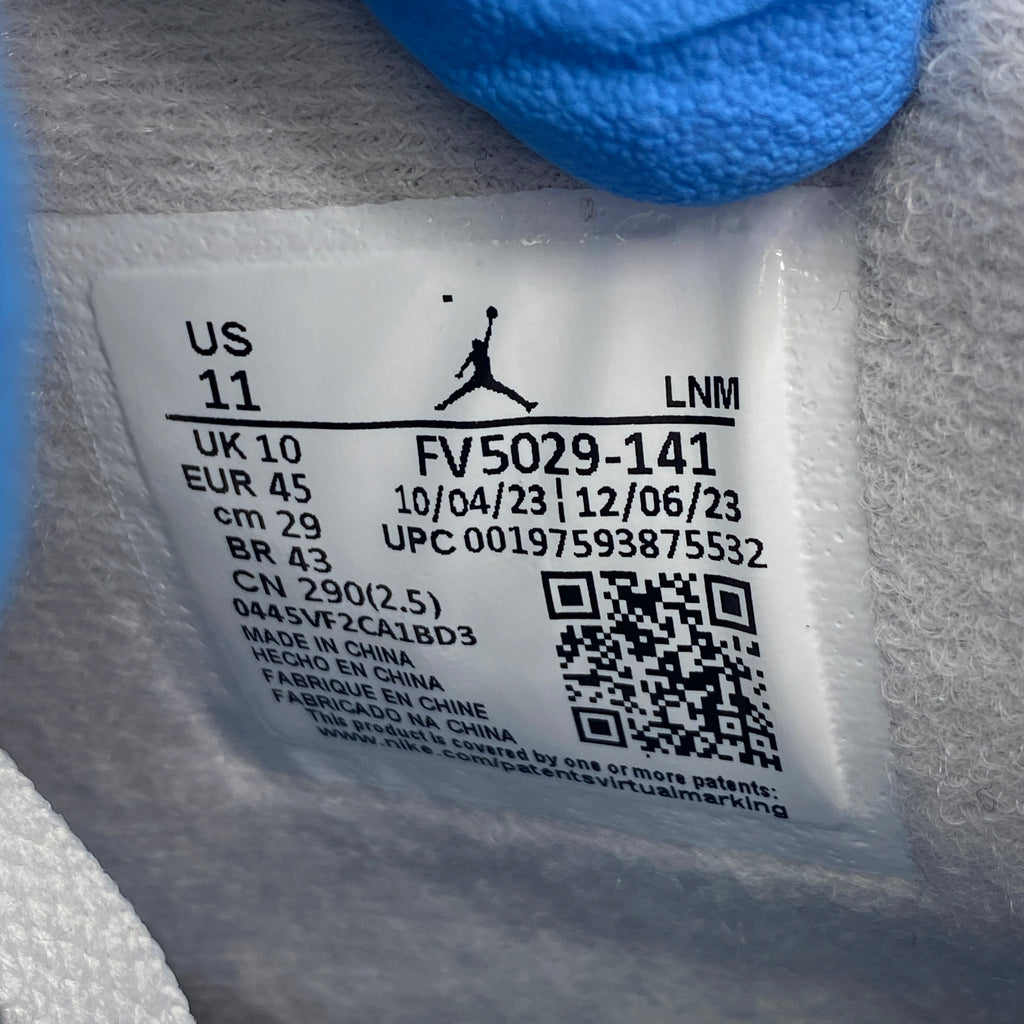 US
11
LNM
UK 10
EUR 45
cm 29
BR 43
CN 290(2.5)
0445VF2CA1BD3
FV5029-141
10/04/23 ¦ 12/06/23
UPC 00197593875532
MADE IN CHINA
HECHO EN CHINA
FABRIQUE EN CHINE
FABRICADO NA CHINA
This product is covered by one or more patents:
www.nike.com/patentsvirtualmarking